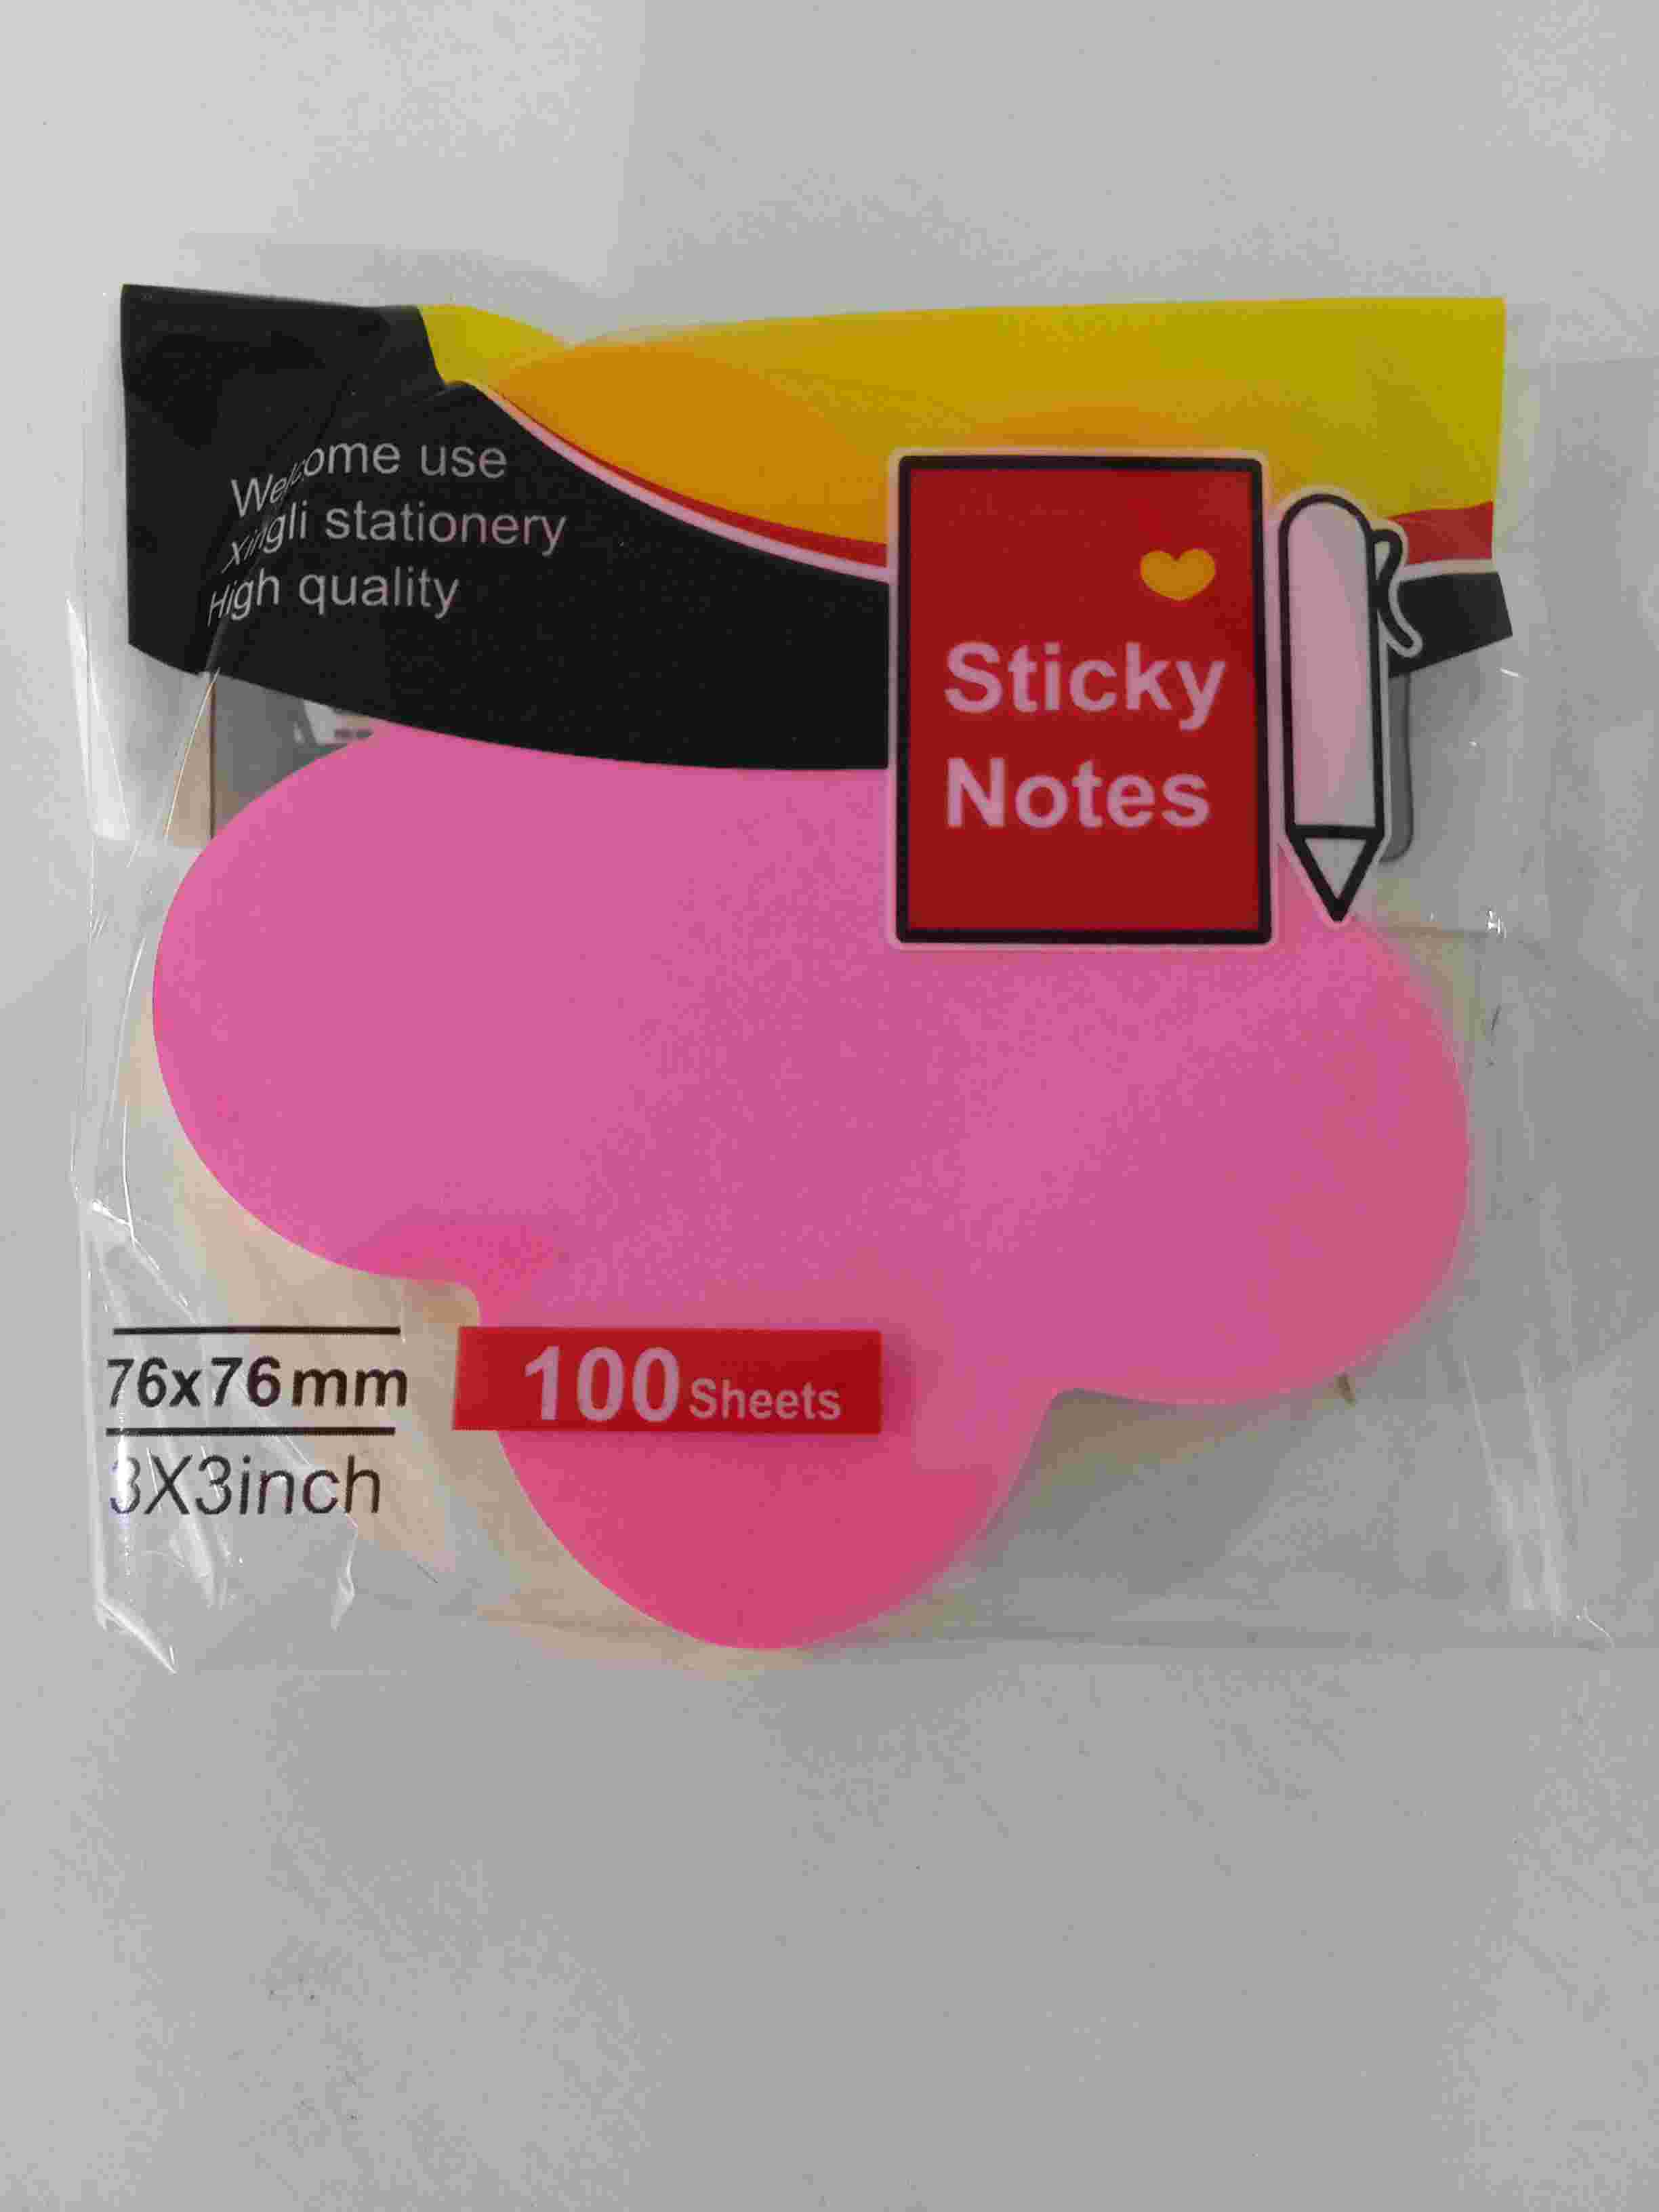 Welcome use
xingli stationery
High quality
Sticky
Notes
76x76mm
100 Sheets
3X3inch